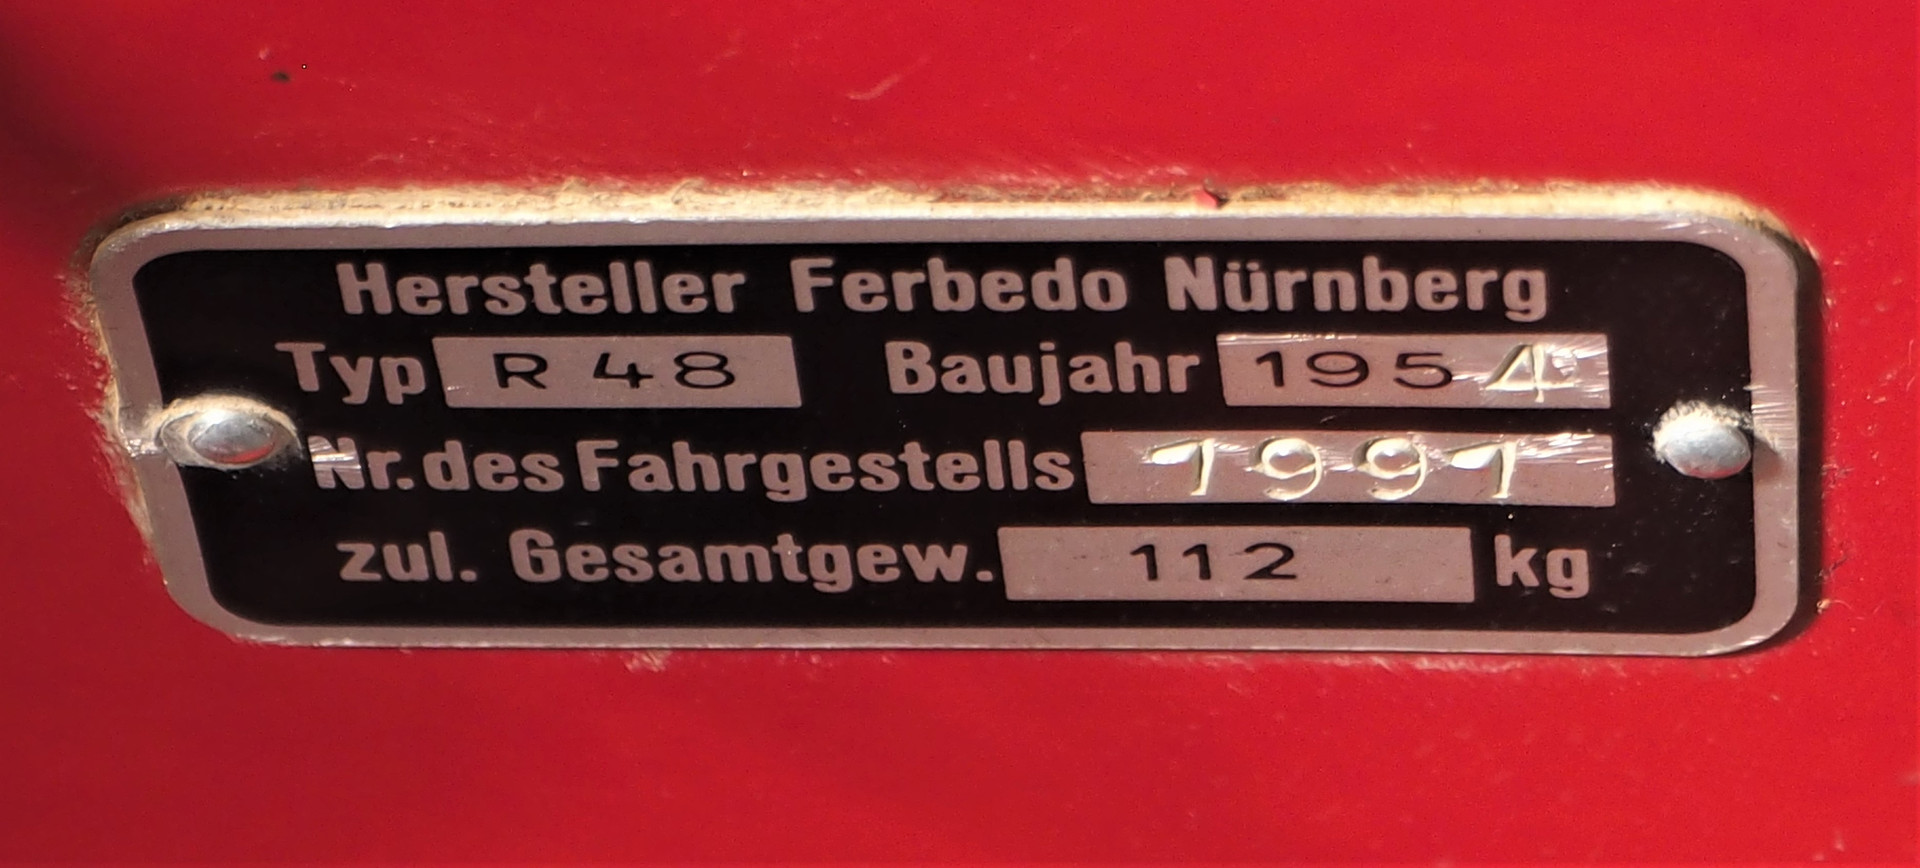 Hersteller Ferbedo Nürnberg
Typ R 48 Baujahr 1954
Nr. des Fahrgestells 1991
zul. Gesamtgew. 112 kg